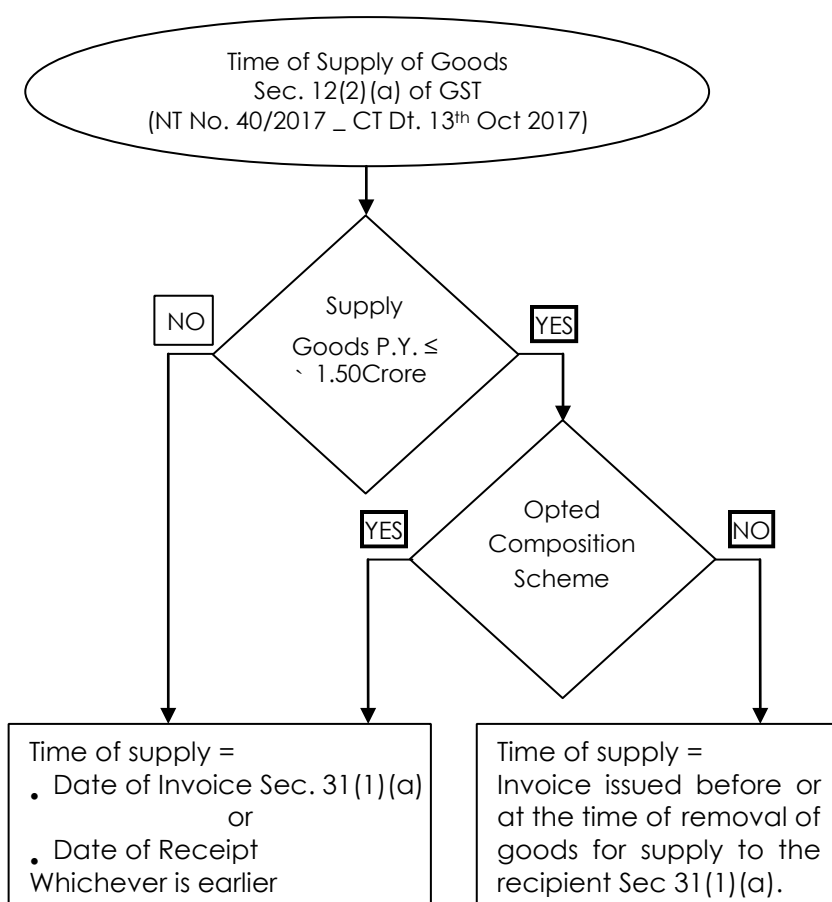 Time of Supply of Goods
Sec. 12(2)(a) of GST
(NT No. 40/2017 _ CT Dt. 13th Oct 2017)
NO
Supply
Goods P.Y. ≤
` 1.50Crore
YES
YES
Opted
Composition
Scheme
NO
Time of supply =
• Date of Invoice Sec. 31(1)(a)
or
• Date of Receipt
Whichever is earlier
Time of supply =
Invoice issued before or
at the time of removal of
goods for supply to the
recipient Sec 31(1)(a).